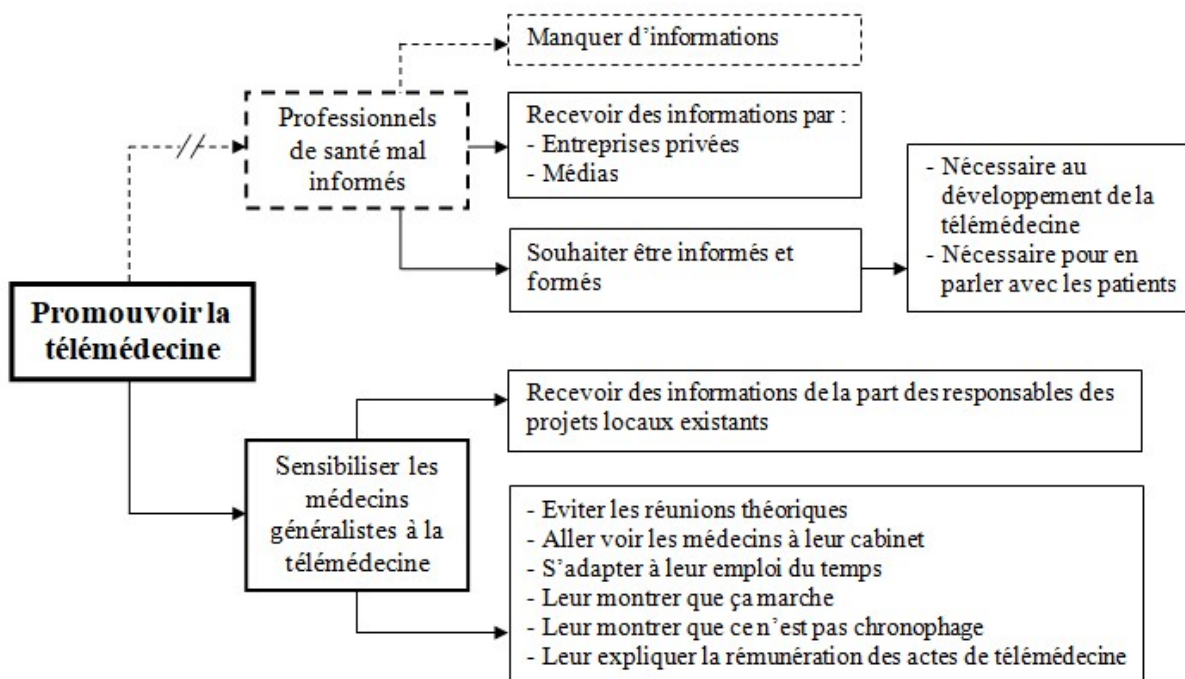 Manquer d’informations
Professionnels
de santé mal
informés
Recevoir des informations par :
- Entreprises privées
- Médias
Souhaiter être informés et
formés
- Nécessaire au
développement de la
télémédecine
- Nécessaire pour en
parler avec les patients
Promouvoir la
télémédecine
Recevoir des informations de la part des responsables des
projets locaux existants
Sensibiliser les
médecins
généralistes à la
télémédecine
- Eviter les réunions théoriques
- Aller voir les médecins à leur cabinet
- S’adapter à leur emploi du temps
- Leur montrer que ça marche
- Leur montrer que ce n’est pas chronophage
- Leur expliquer la rémunération des actes de télémédecine